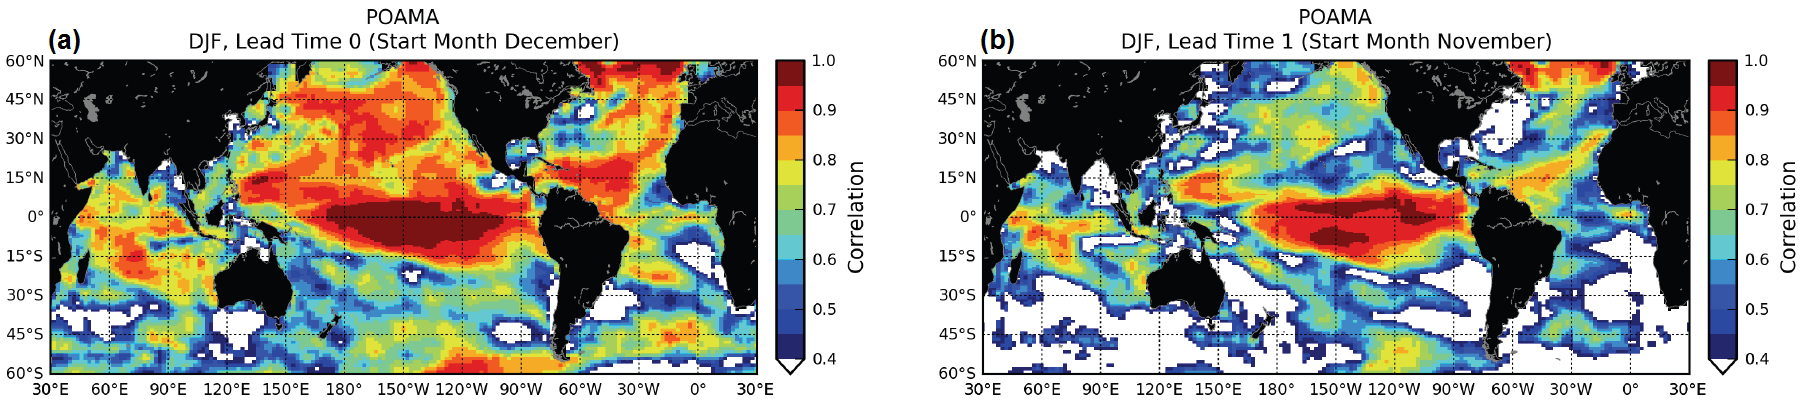 POAMA
(a) DJF, Lead Time 0 (Start Month December)
60°N
45°N
30°N
15°N
0°
15°S
30°S
45°S
60°S
30°E 60°E 90°E 120°E 150°E 180° 150°W 120°W 90°W 60°W 30°W 0° 30°E
1.0
0.9
0.8
0.7
0.6
0.5
0.4
Correlation
POAMA
(b) DJF, Lead Time 1 (Start Month November)
60°N
45°N
30°N
15°N
0°
15°S
30°S
45°S
60°S
30°E 60°E 90°E 120°E 150°E 180° 150°W 120°W 90°W 60°W 30°W 0° 30°E
1.0
0.9
0.8
0.7
0.6
0.5
0.4
Correlation